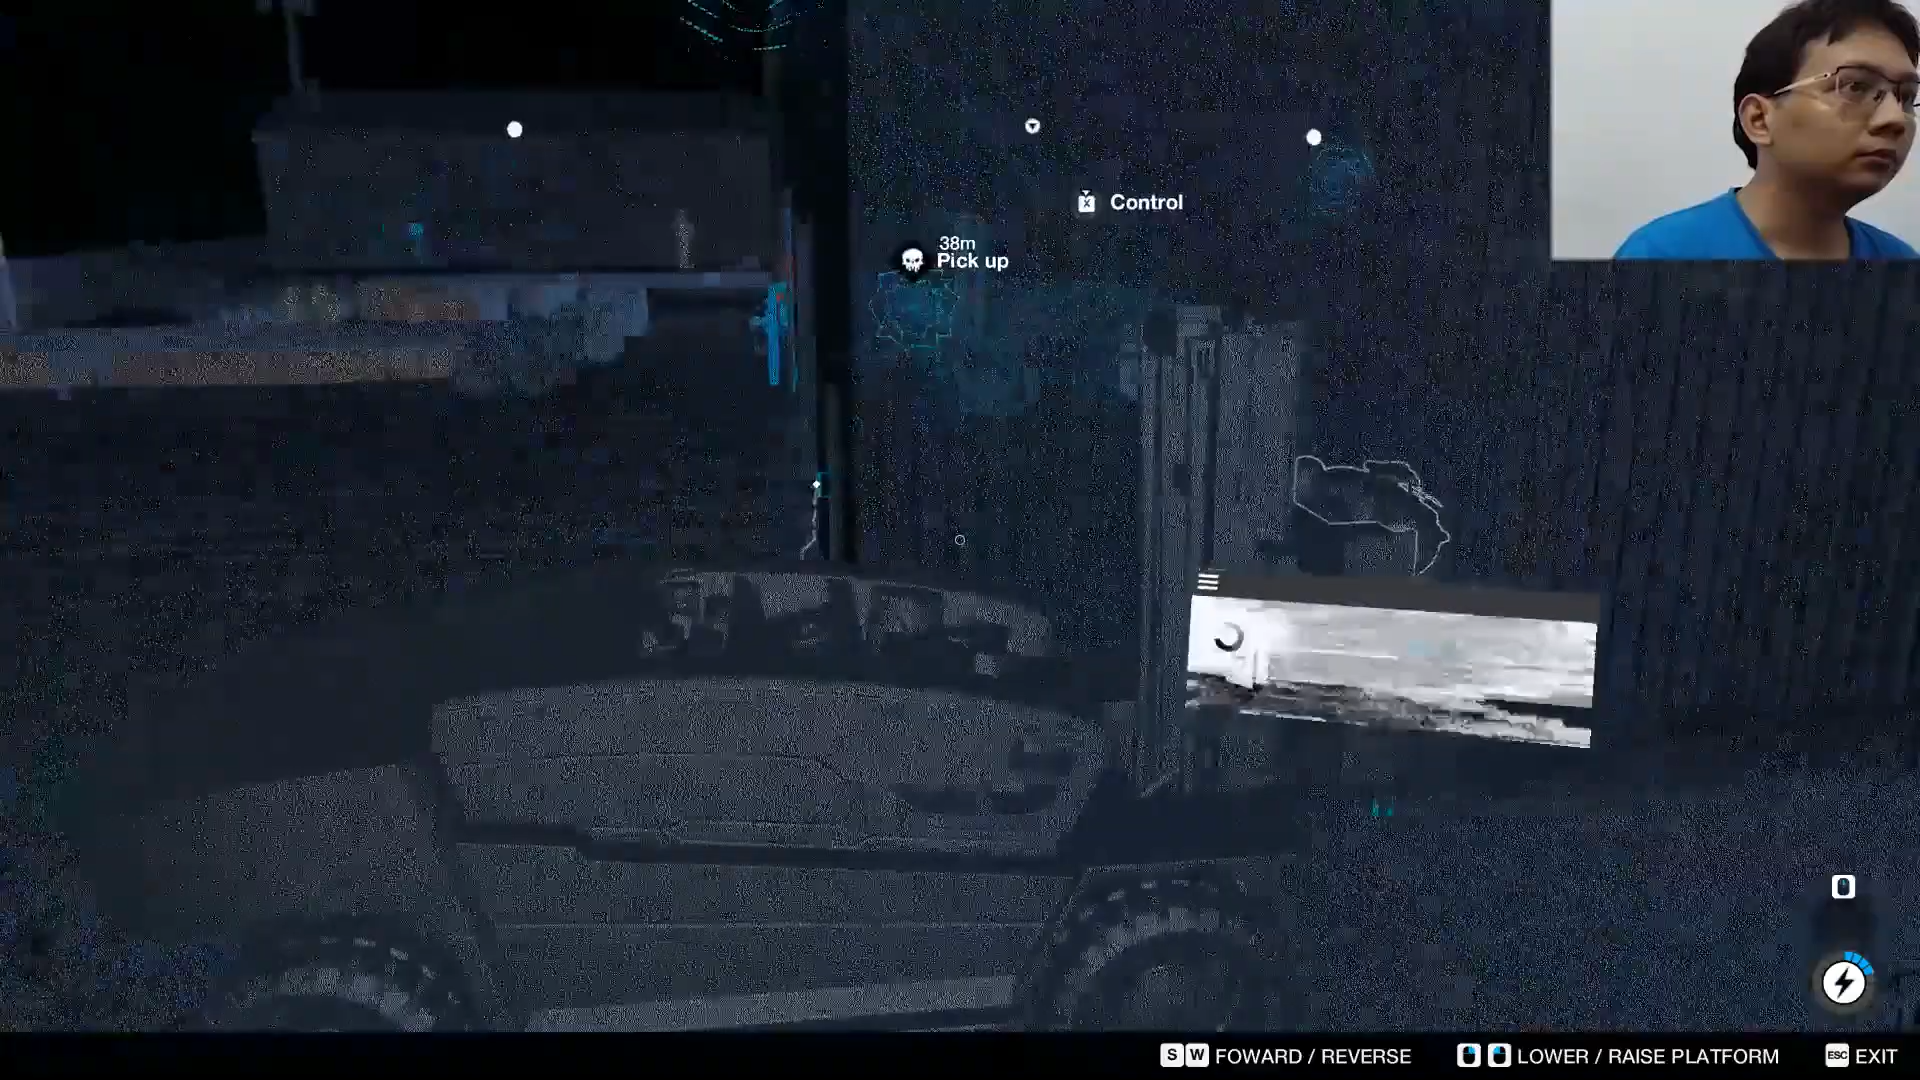 Control
38m
Pick up
S W FOWARD / REVERSE LOWER / RAISE PLATFORM ESC EXIT